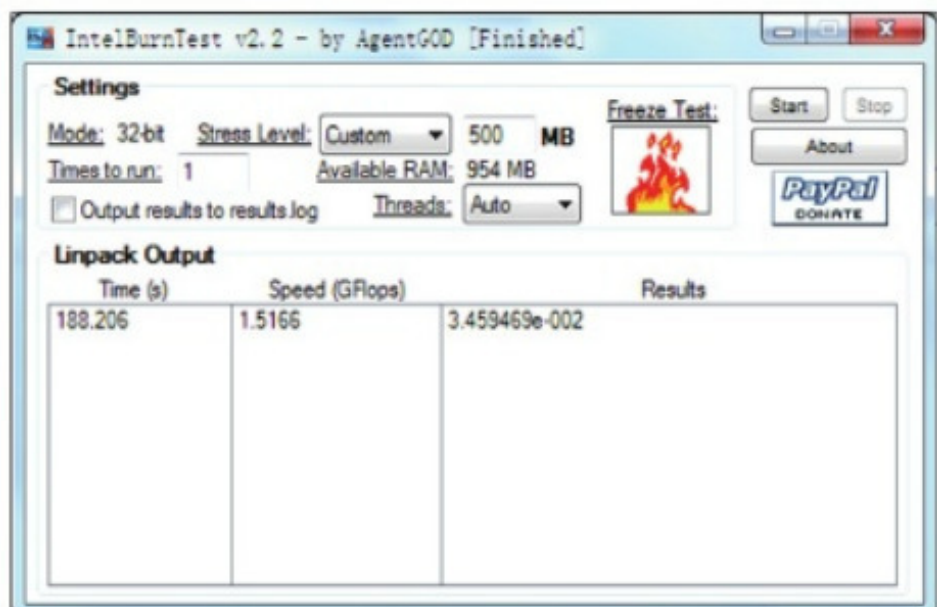 IntelBurnTest v2.2 - by AgentGOD [Finished]
Settings
Mode: 32-bit Stress Level: Custom 500 MB
Freeze Test:
Start Stop
Times to run: 1 Available RAM: 954 MB
About
Output results to results.log Threads: Auto
PayPal
DONATE
Linpack Output
Time (s) Speed (GFlops) Results
188.206 1.5166 3.459469e-002